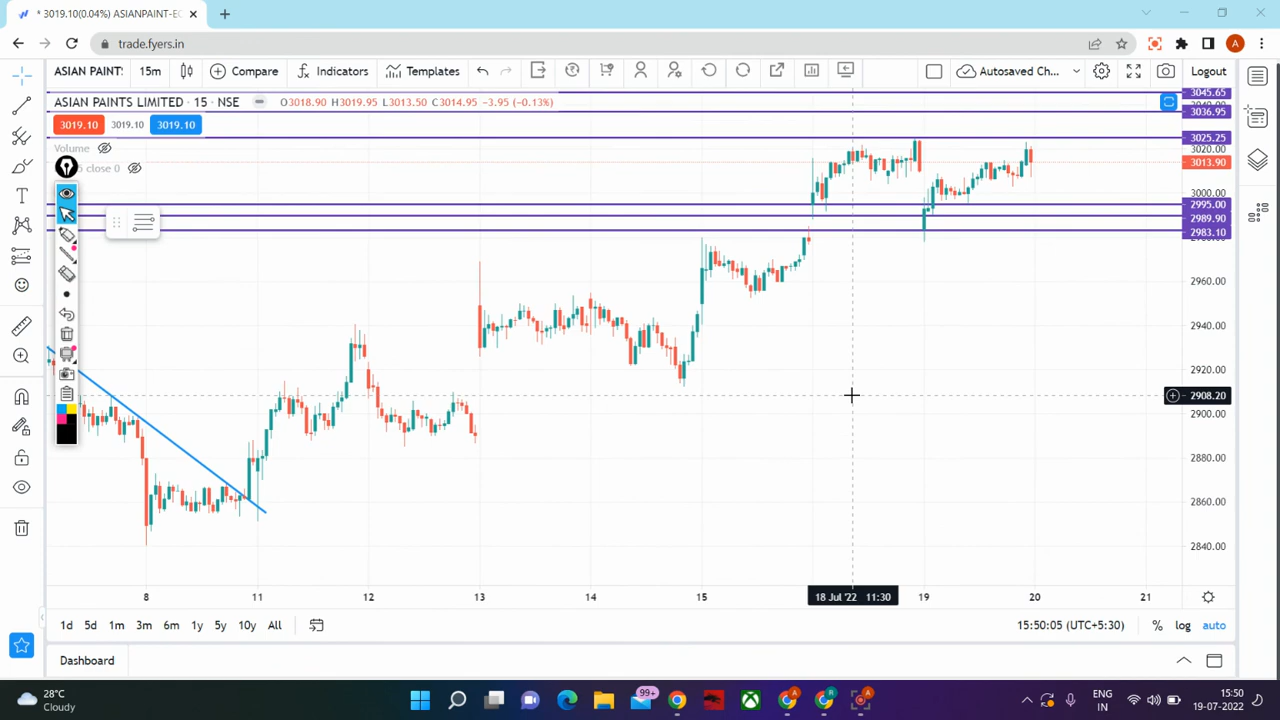 * 3019.10(0.04%) ASIANPAINT-EC
trade.fyers.in
A
ASIAN PAINT
15m
Compare
Indicators
Templates
Autosaved Ch...
Logout
ASIAN PAINTS LIMITED · 15 · NSE
O3018.90 H3019.95 L3013.50 C3014.95 −3.95 (−0.13%)
3019.10 3019.10 3019.10
Volume
close 0
3045.65
3036.95
3025.25
3020.00
3013.90
3000.00
2995.00
2989.90
2983.10
2960.00
2940.00
2920.00
2908.20
2900.00
2880.00
2860.00
2840.00
8 11 12 13 14 15 18 Jul '22 11:30 19 20 21
1d 5d 1m 3m 6m 1y 5y 10y All
15:50:05 (UTC+5:30)
% log auto
Dashboard
28°C
Cloudy
99+
A
R
A
ENG
IN
15:50
19-07-2022